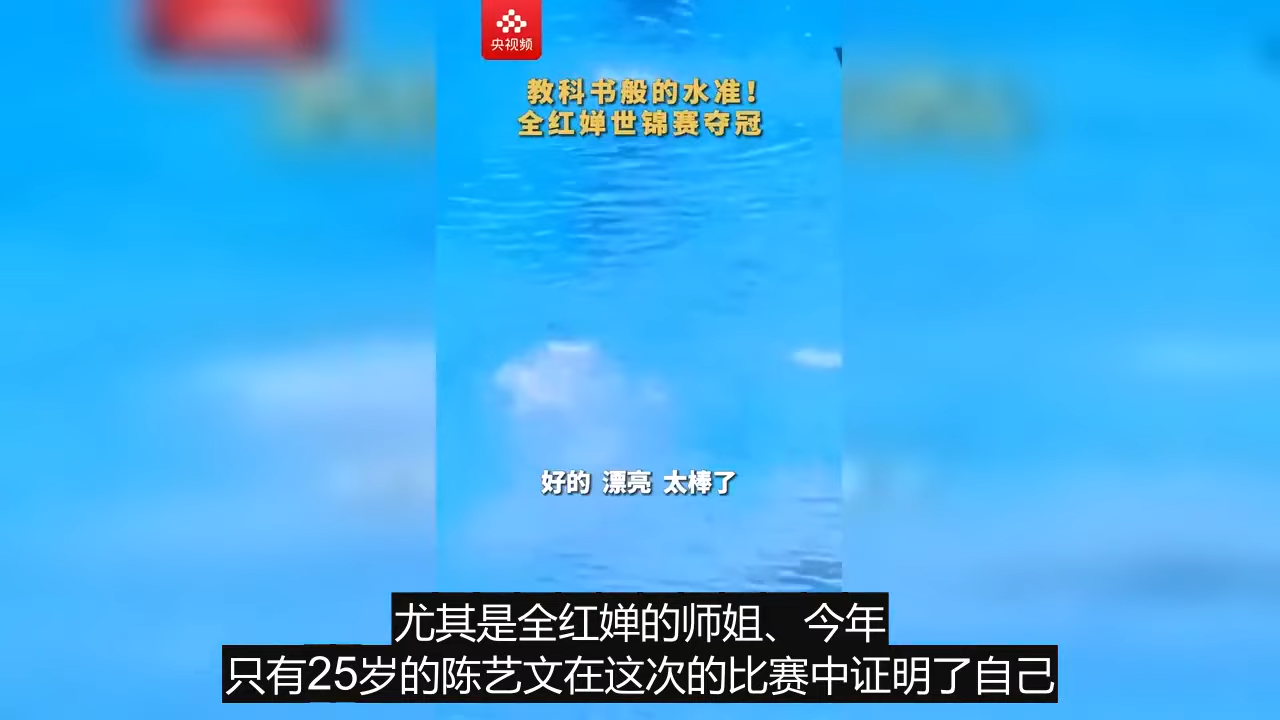 央视频
教科书般的水准！
全红婵世锦赛夺冠
好的 漂亮 太棒了
尤其是全红婵的师姐、今年
只有25岁的陈艺文在这次的比赛中证明了自己